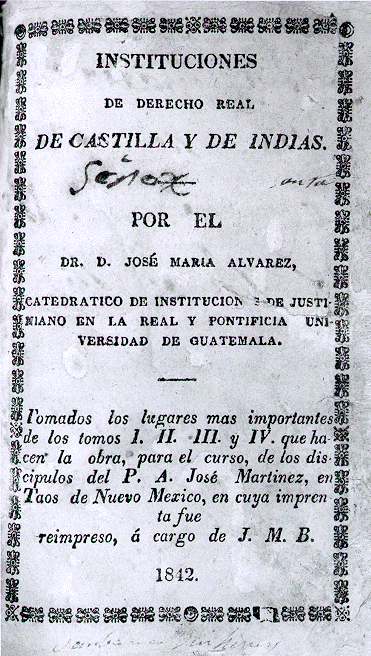 INSTITUCIONES
DE DERECHO REAL
DE CASTILLA Y DE INDIAS.
POR EL
DR. D. JOSÉ MARIA ALVAREZ,
CATEDRATICO DE INSTITUCION E DE JUSTI-
NIANO EN LA REAL Y PONTIFICIA UNI-
VERSIDAD DE GUATEMALA.
Tomados los lugares mas importantes
de los tomos I. II. III. y IV. que ha-
cen la obra, para el curso, de los dis-
cipulos del P. A. José Martinez, en
Taos de Nuevo Mexico, en cuya impren
ta fue
reimpreso, á cargo de J. M. B.
1842.